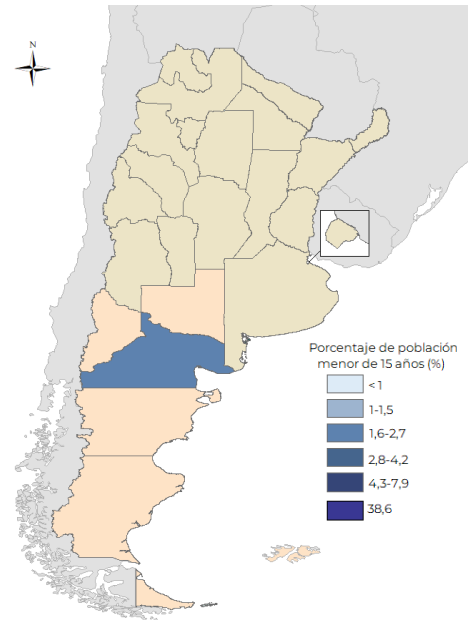 N
Porcentaje de población
menor de 15 años (%)
<1
1-1,5
1,6-2,7
2,8-4,2
4,3-7,9
38,6